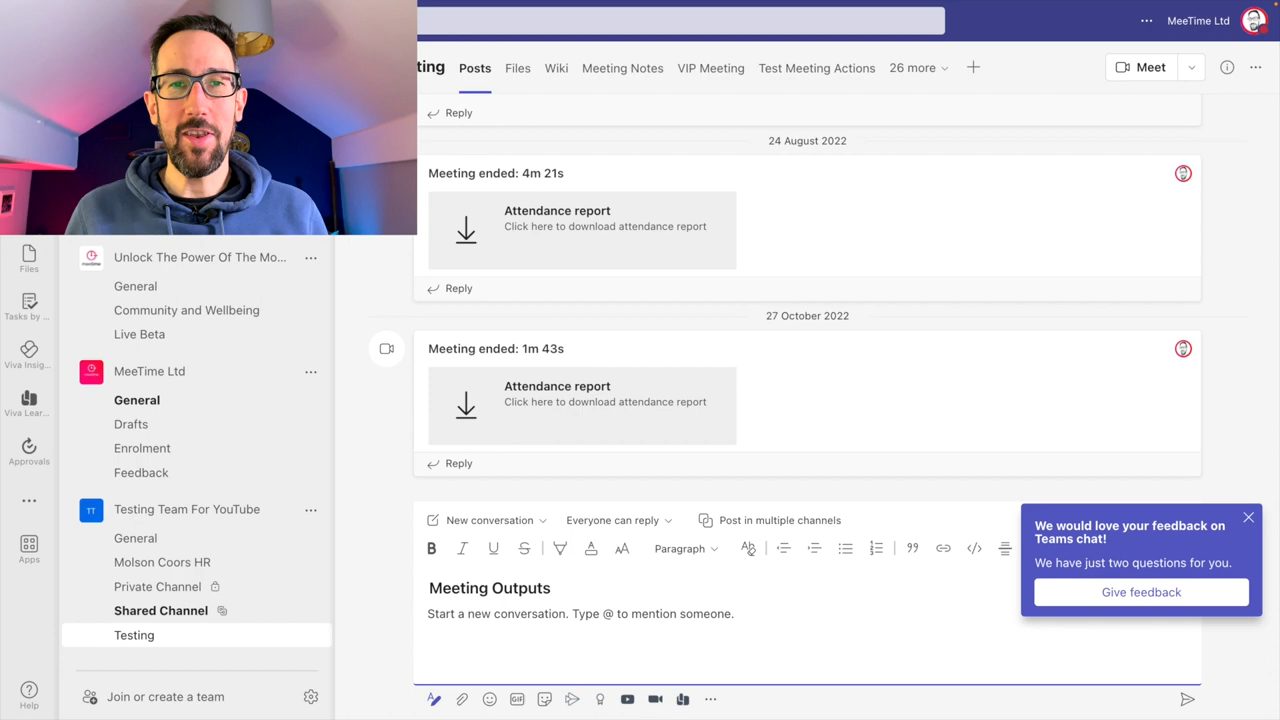 MeeTime Ltd
ting
Posts
Files
Wiki
Meeting Notes
VIP Meeting
Test Meeting Actions
26 more
Meet
Reply
24 August 2022
Meeting ended: 4m 21s
Attendance report
Click here to download attendance report
Reply
27 October 2022
Meeting ended: 1m 43s
Attendance report
Click here to download attendance report
Reply
Files
Tasks by ...
Viva Insig...
Viva Lear...
Approvals
Apps
Help
Unlock The Power Of The Mo...
General
Community and Wellbeing
Live Beta
MeeTime Ltd
General
Drafts
Enrolment
Feedback
TT
Testing Team For YouTube
General
Molson Coors HR
Private Channel
Shared Channel
Testing
Join or create a team
New conversation
Everyone can reply
Post in multiple channels
B I U S
Paragraph
Meeting Outputs
Start a new conversation. Type @ to mention someone.
GIF
We would love your feedback on
Teams chat!
We have just two questions for you.
Give feedback